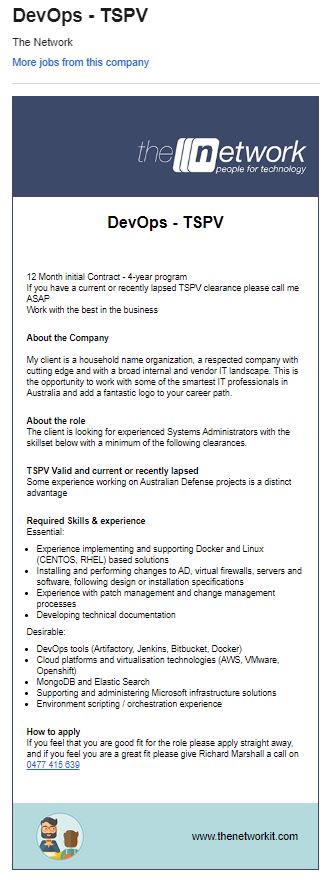 DevOps - TSPV
The Network
More jobs from this company
the network
people for technology
DevOps - TSPV
12 Month initial Contract - 4-year program
If you have a current or recently lapsed TSPV clearance please call me
ASAP
Work with the best in the business
About the Company
My client is a household name organization, a respected company with
cutting edge and with a broad internal and vendor IT landscape. This is
the opportunity to work with some of the smartest IT professionals in
Australia and add a fantastic logo to your career path.
About the role
The client is looking for experienced Systems Administrators with the
skillset below with a minimum of the following clearances.
TSPV Valid and current or recently lapsed
Some experience working on Australian Defense projects is a distinct
advantage
Required Skills & experience
Essential:
• Experience implementing and supporting Docker and Linux
(CENTOS, RHEL) based solutions
• Installing and performing changes to AD, virtual firewalls, servers and
software, following design or installation specifications
• Experience with patch management and change management
processes
• Developing technical documentation
Desirable:
• DevOps tools (Artifactory, Jenkins, Bitbucket, Docker)
• Cloud platforms and virtualisation technologies (AWS, VMware,
Openshift)
• MongoDB and Elastic Search
• Supporting and administering Microsoft infrastructure solutions
• Environment scripting / orchestration experience
How to apply
If you feel that you are good fit for the role please apply straight away,
and if you feel you are a great fit please give Richard Marshall a call on
0477 415 639
www.thenetworkit.com